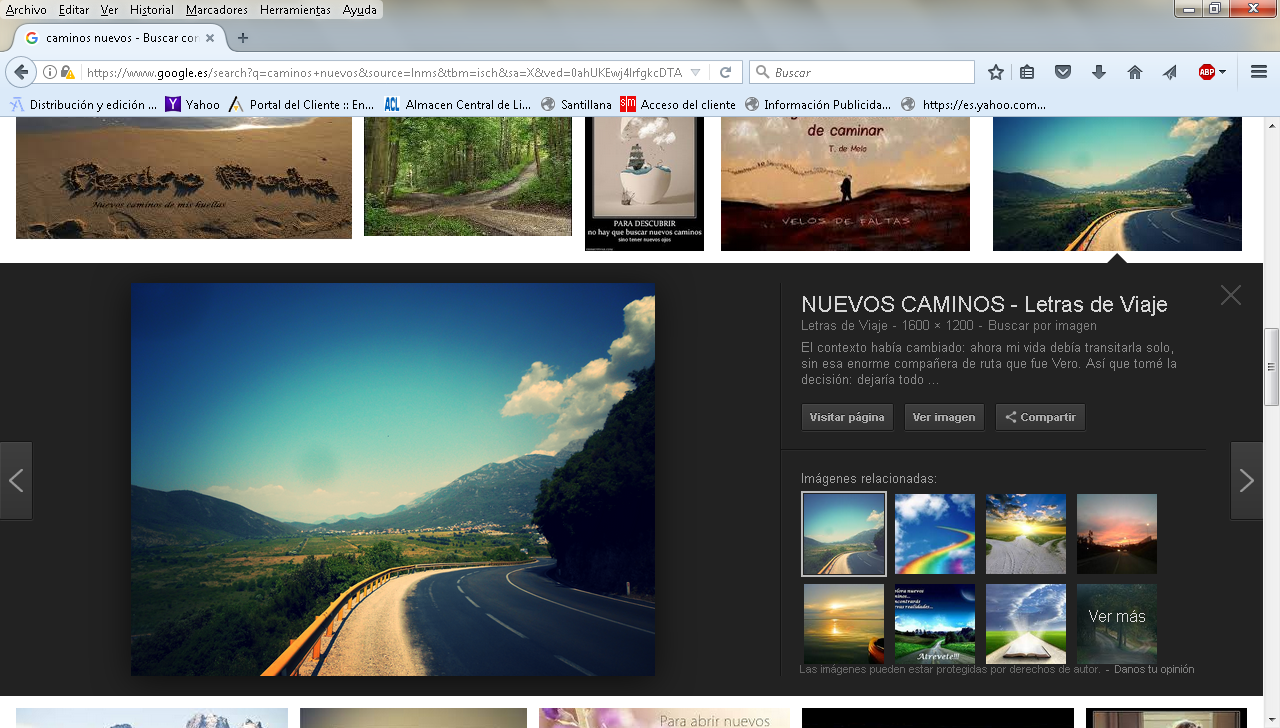 Archivo Editar Ver Historial Marcadores Herramientas Ayuda
caminos nuevos - Buscar con
https://www.google.es/search?q=caminos+nuevos&source=lnms&tbm=isch&sa=X&ved=0ahUKEwj4lrfgkcDTA
Buscar
ABP
Distribución y edición ... Yahoo Portal del Cliente :: En... ACL Almacen Central de Li... Santillana sm Acceso del cliente Información Publicia... https://es.yahoo.com...
Nuevos caminos de mis huellas
PARA DESCUBRIR
no hay que buscar nuevos caminos
sino tener nuevos ojos
de caminar
T. de Mela
VELOS DE FALTAS
NUEVOS CAMINOS - Letras de Viaje
Letras de Viaje - 1600 × 1200 - Buscar por imagen
El contexto había cambiado: ahora mi vida debía transitarla solo,
sin esa enorme compañera de ruta que fue Vero. Así que tomé la
decisión: dejaría todo ...
Visitar página Ver imagen Compartir
Imágenes relacionadas:
Atrévete!!!
Ver más
Las imágenes pueden estar protegidas por derechos de autor. - Danos tu opinión
Para abrir nuevos